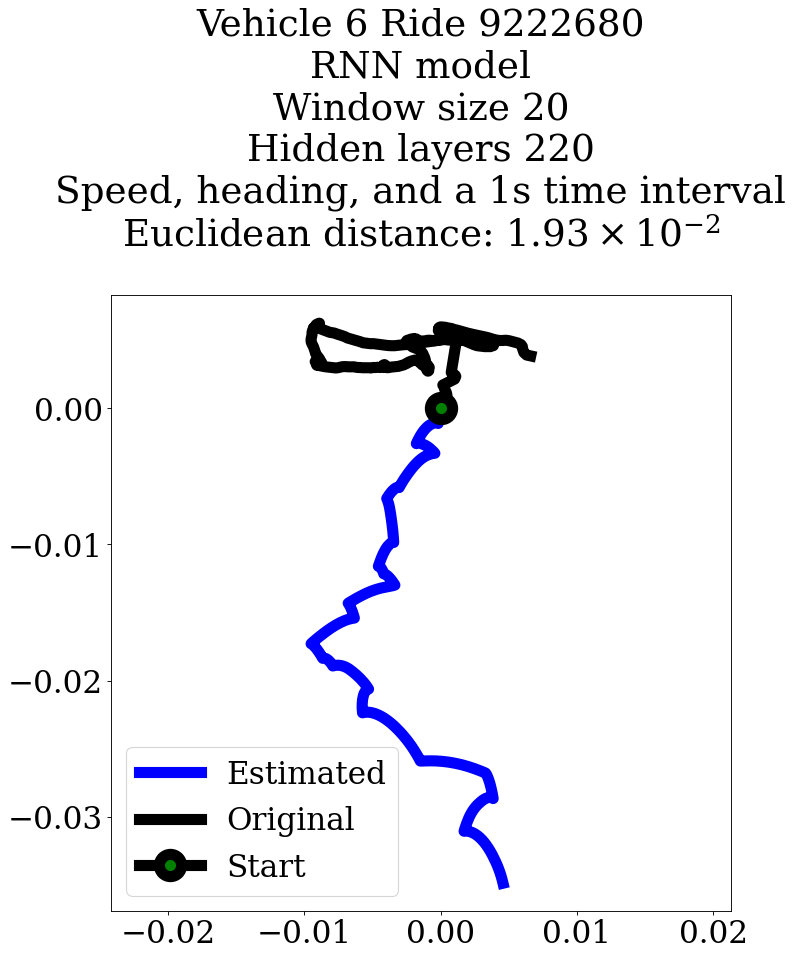 Vehicle 6 Ride 9222680
RNN model
Window size 20
Hidden layers 220
Speed, heading, and a 1s time interval
Euclidean distance: 1.93 × 10⁻²
0.00
−0.01
−0.02
−0.03
Estimated
Original
Start
−0.02 −0.01 0.00 0.01 0.02